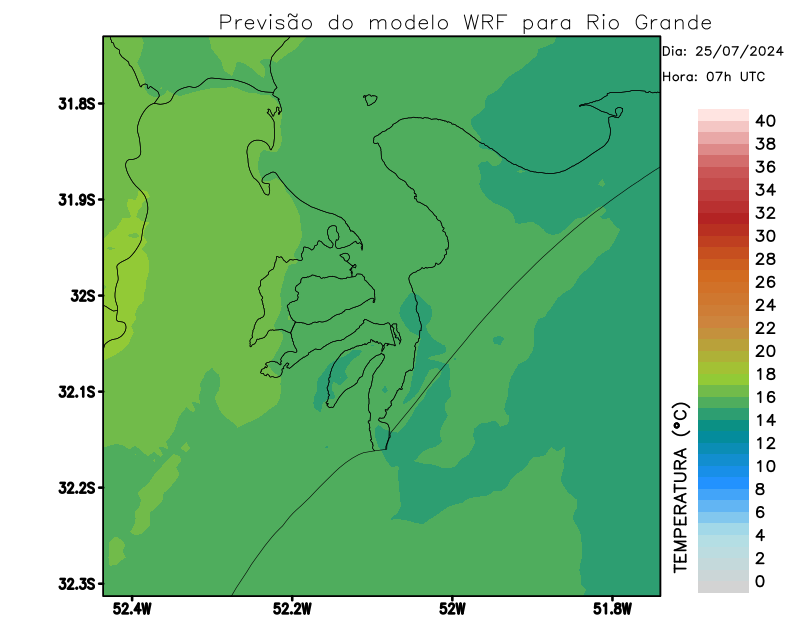 Previsão do modelo WRF para Rio Grande
Dia: 25/07/2024
Hora: 07h UTC
31.8S
31.9S
32S
32.1S
32.2S
32.3S
52.4W
52.2W
52W
51.8W
TEMPERATURA (°C)
40
38
36
34
32
30
28
26
24
22
20
18
16
14
12
10
8
6
4
2
0